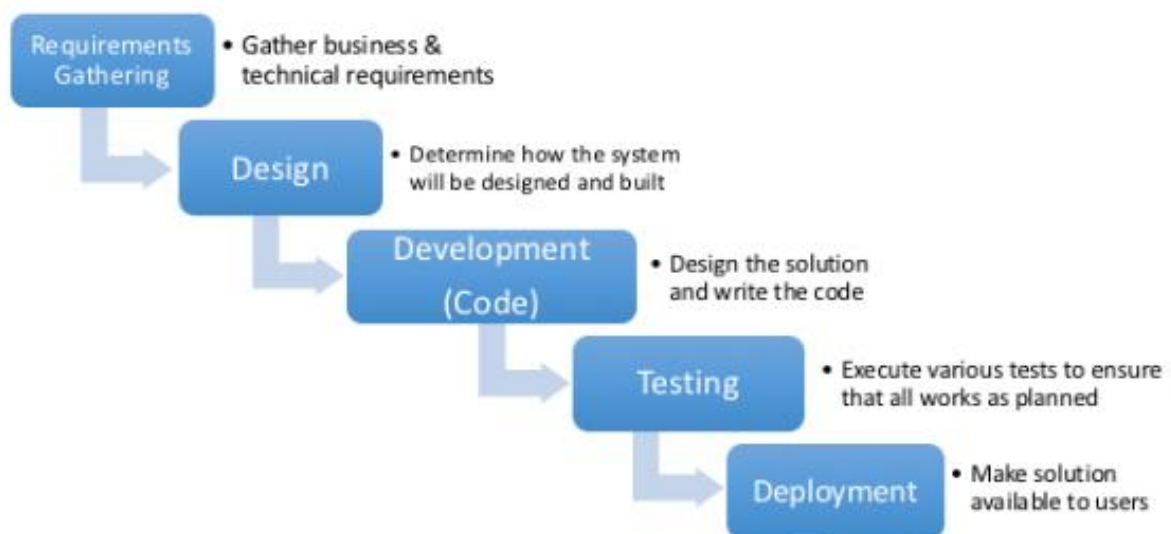 Requirements
Gathering
• Gather business &
technical requirements
Design
• Determine how the system
will be designed and built
Development
(Code)
• Design the solution
and write the code
Testing
• Execute various tests to ensure
that all works as planned
Deployment
• Make solution
available to users